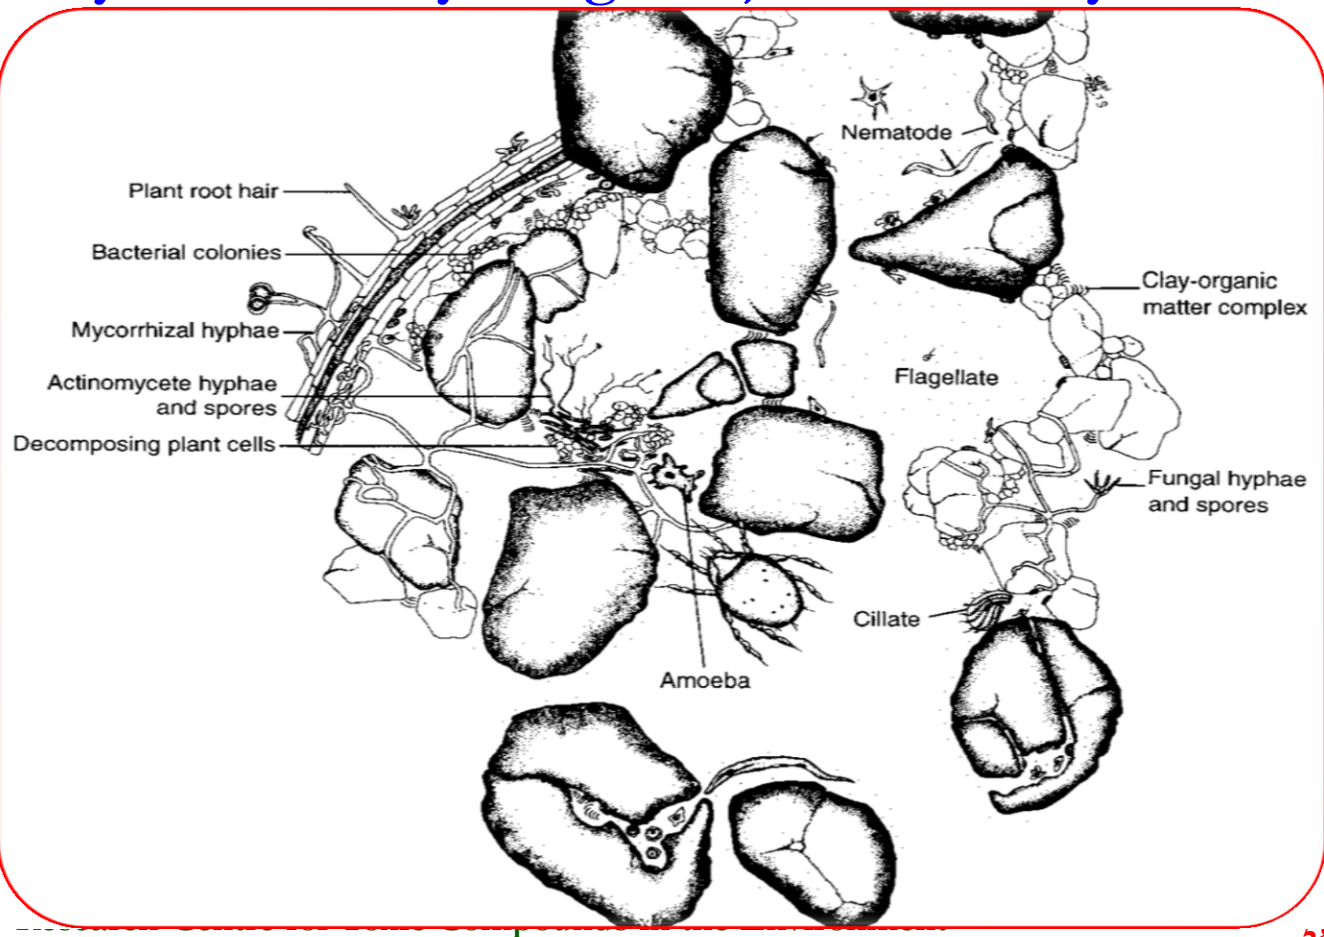 Nematode
Plant root hair
Bacterial colonies
Clay-organic
matter complex
Mycorrhizal hyphae
Flagellate
Actinomycete hyphae
and spores
Decomposing plant cells
Fungal hyphae
and spores
Cillate
Amoeba